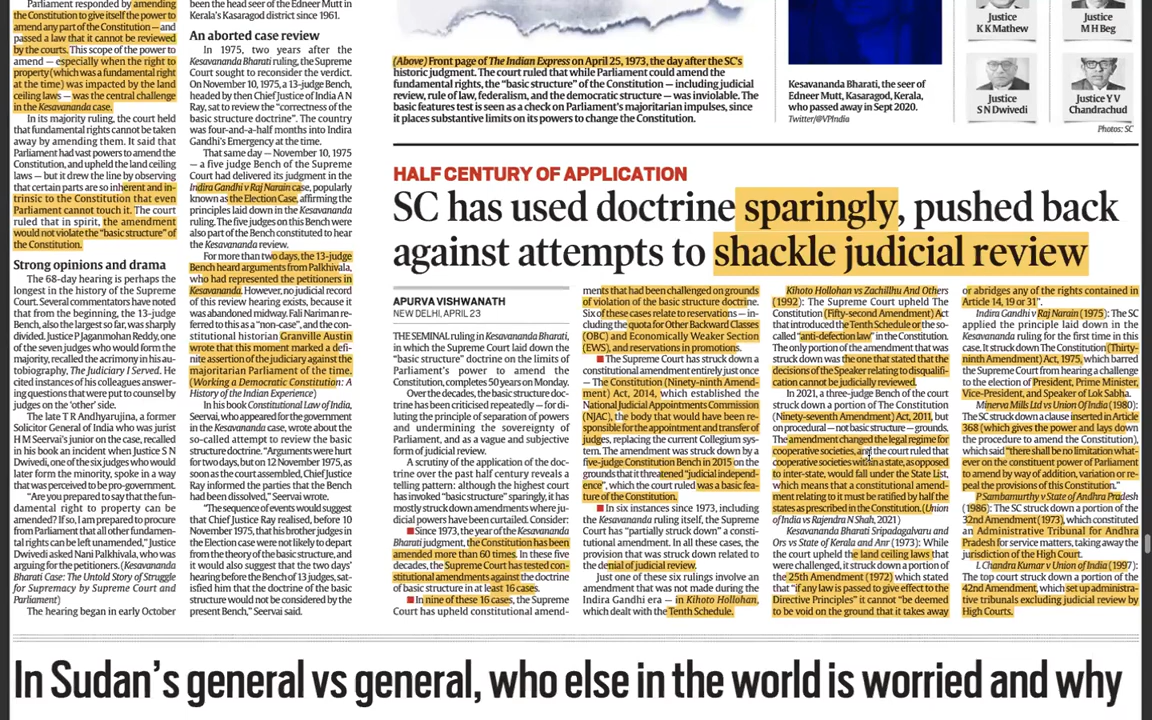 Parliament responded by amending
the Constitution to give itself the power to
amend any part of the Constitution — and
passed a law that it cannot be reviewed
by the courts. This scope of the power to
amend — especially when the right to
property (which was a fundamental right
at the time) was impacted by the land
ceiling laws — was the central challenge
in the Kesavananda case.
In its majority ruling, the court held
that fundamental rights cannot be taken
away by amending them. It said that
Parliament had vast powers to amend the
Constitution, and upheld the land ceiling
laws — but it drew the line by observing
that certain parts are so inherent and in-
trinsic to the Constitution that even
Parliament cannot touch it. The court
ruled that in spirit, the amendment
would not violate the "basic structure" of
the Constitution.
Strong opinions and drama
The 68-day hearing is perhaps the
longest in the history of the Supreme
Court. Several commentators have noted
that from the beginning, the 13-judge
Bench, also the largest so far, was sharply
divided. Justice P Jaganmohan Reddy, one
of the seven judges who would form the
majority, recalled the acrimony in his au-
tobiography, The Judiciary I Served. He
cited instances of his colleagues answer-
ing questions that were put to counsel by
judges on the 'other' side.
The late T R Andhyarujina, a former
Solicitor General of India who was jurist
H M Seervai's junior on the case, recalled
in his book an incident when Justice S N
Dwivedi, one of the six judges who would
later form the minority, spoke in a way
that was perceived to be pro-government.
"Are you prepared to say that the fun-
damental right to property can be
amended? If so, I am prepared to procure
from Parliament that all other fundamen-
tal rights can be left unamended," Justice
Dwivedi asked Nani Palkhivala, who was
arguing for the petitioners. (Kesavananda
Bharati Case: The Untold Story of Struggle
for Supremacy by Supreme Court and
Parliament)
The hearing began in early October
been the head seer of the Edneer Mutt in
Kerala's Kasaragod district since 1961.
An aborted case review
In 1975, two years after the
Kesavananda Bharati ruling, the Supreme
Court sought to reconsider the verdict.
On November 10, 1975, a 13-judge Bench,
headed by then Chief Justice of India A N
Ray, sat to review the "correctness of the
basic structure doctrine". The country
was four-and-a-half months into Indira
Gandhi's Emergency at the time.
That same day — November 10, 1975
— a five judge Bench of the Supreme
Court had delivered its judgment in the
Indira Gandhi v Raj Narain case, popularly
known as the Election Case, affirming the
principles laid down in the Kesavananda
ruling. The five judges on this Bench were
also part of the Bench constituted to hear
the Kesavananda review.
For more than two days, the 13-judge
Bench heard arguments from Palkhivala,
who had represented the petitioners in
Kesavananda. However, no judicial record
of this review hearing exists, because it
was abandoned midway. Fali Nariman re-
ferred to this as a "non-case", and the con-
stitutional historian Granville Austin
wrote that this moment marked a defi-
nite assertion of the judiciary against the
majoritarian Parliament of the time.
(Working a Democratic Constitution: A
History of the Indian Experience)
In his book Constitutional Law of India,
Seervai, who appeared for the government
in the Kesavananda case, wrote about the
so-called attempt to review the basic
structure doctrine. "Arguments were hurt
for two days, but on 12 November 1975, as
soon as the court assembled, Chief Justice
Ray informed the parties that the Bench
had been dissolved," Seervai wrote.
"The sequence of events would suggest
that Chief Justice Ray realised, before 10
November 1975, that his brother judges in
the Election case were not likely to depart
from the theory of the basic structure, and
it would also suggest that the two days'
hearing before the Bench of 13 judges, sat-
isfied him that the doctrine of the basic
structure would not be considered by the
present Bench," Seervai said.
(Above) Front page of The Indian Express on April 25, 1973, the day after the SC's
historic judgment. The court ruled that while Parliament could amend the
fundamental rights, the "basic structure" of the Constitution — including judicial
review, rule of law, federalism, and the democratic structure — was inviolable. The
basic features test is seen as a check on Parliament's majoritarian impulses, since
it places substantive limits on its powers to change the Constitution.
Kesavananda Bharati, the seer of
Edneer Mutt, Kasaragod, Kerala,
who passed away in Sept 2020.
Twitter/@VPIndia
Justice
K K Mathew
Justice
M H Beg
Justice
S N Dwivedi
Justice Y V
Chandrachud
Photos: SC
HALF CENTURY OF APPLICATION
SC has used doctrine sparingly, pushed back
against attempts to shackle judicial review
APURVA VISHWANATH
NEW DELHI, APRIL 23
THE SEMINAL ruling in Kesavananda Bharati,
in which the Supreme Court laid down the
"basic structure" doctrine on the limits of
Parliament's power to amend the
Constitution, completes 50 years on Monday.
Over the decades, the basic structure doc-
trine has been criticised repeatedly — for di-
luting the principle of separation of powers
and undermining the sovereignty of
Parliament, and as a vague and subjective
form of judicial review.
A scrutiny of the application of the doc-
trine over the past half century reveals a
telling pattern: although the highest court
has invoked "basic structure" sparingly, it has
mostly struck down amendments where ju-
dicial powers have been curtailed. Consider:
■ Since 1973, the year of the Kesavananda
Bharati judgment, the Constitution has been
amended more than 60 times. In these five
decades, the Supreme Court has tested con-
stitutional amendments against the doctrine
of basic structure in at least 16 cases.
■ In nine of these 16 cases, the Supreme
Court has upheld constitutional amend-
ments that had been challenged on grounds
of violation of the basic structure doctrine.
Six of these cases relate to reservations — in-
cluding the quota for Other Backward Classes
(OBC) and Economically Weaker Section
(EWS), and reservations in promotions.
■ The Supreme Court has struck down a
constitutional amendment entirely just once
— The Constitution (Ninety-ninth Amend-
ment) Act, 2014, which established the
National Judicial Appointments Commission
(NJAC), the body that would have been re-
sponsible for the appointment and transfer of
judges, replacing the current Collegium sys-
tem. The amendment was struck down by a
five-judge Constitution Bench in 2015 on the
grounds that it threatened "judicial independ-
ence", which the court ruled was a basic fea-
ture of the Constitution.
■ In six instances since 1973, including
the Kesavananda ruling itself, the Supreme
Court has "partially struck down" a consti-
tutional amendment. In all these cases, the
provision that was struck down related to
the denial of judicial review.
Just one of these six rulings involve an
amendment that was not made during the
Indira Gandhi era — in Kihoto Hollohan,
which dealt with the Tenth Schedule.
Kihoto Hollohan vs Zachillhu And Others
(1992): The Supreme Court upheld The
Constitution (Fifty-second Amendment) Act
that introduced the Tenth Schedule or the so-
called "anti-defection law" in the Constitution.
The only portion of the amendment that was
struck down was the one that stated that the
decisions of the Speaker relating to disqualifi-
cation cannot be judicially reviewed.
In 2021, a three-judge Bench of the court
struck down a portion of The Constitution
(Ninety-seventh Amendment) Act, 2011, but
on procedural — not basic structure — grounds.
The amendment changed the legal regime for
cooperative societies, and the court ruled that
cooperative societies within a state, as opposed
to inter-state, would fall under the State List,
which means that a constitutional amend-
ment relating to it must be ratified by half the
states as prescribed in the Constitution. (Union
of India vs Rajendra N Shah, 2021)
Kesavananda Bharati Sripadagalvaru and
Ors vs State of Kerala and Anr (1973): While
the court upheld the land ceiling laws that
were challenged, it struck down a portion of
the 25th Amendment (1972) which stated
that "if any law is passed to give effect to the
Directive Principles" it cannot "be deemed
to be void on the ground that it takes away
or abridges any of the rights contained in
Article 14, 19 or 31".
Indira Gandhi v Raj Narain (1975): The SC
applied the principle laid down in the
Kesavananda ruling for the first time in this
case. It struck down The Constitution (Thirty-
ninth Amendment) Act, 1975, which barred
the Supreme Court from hearing a challenge
to the election of President, Prime Minister,
Vice-President, and Speaker of Lok Sabha.
Minerva Mills Ltd vs Union Of India (1980):
The SC struck down a clause inserted in Article
368 (which gives the power and lays down
the procedure to amend the Constitution),
which said "there shall be no limitation what-
ever on the constituent power of Parliament
to amend by way of addition, variation or re-
peal the provisions of this Constitution."
P Sambamurthy v State of Andhra Pradesh
(1986): The SC struck down a portion of the
32nd Amendment (1973), which constituted
an Administrative Tribunal for Andhra
Pradesh for service matters, taking away the
jurisdiction of the High Court.
L Chandra Kumar v Union of India (1997):
The top court struck down a portion of the
42nd Amendment, which set up administra-
tive tribunals excluding judicial review by
High Courts.
In Sudan's general vs general, who else in the world is worried and why